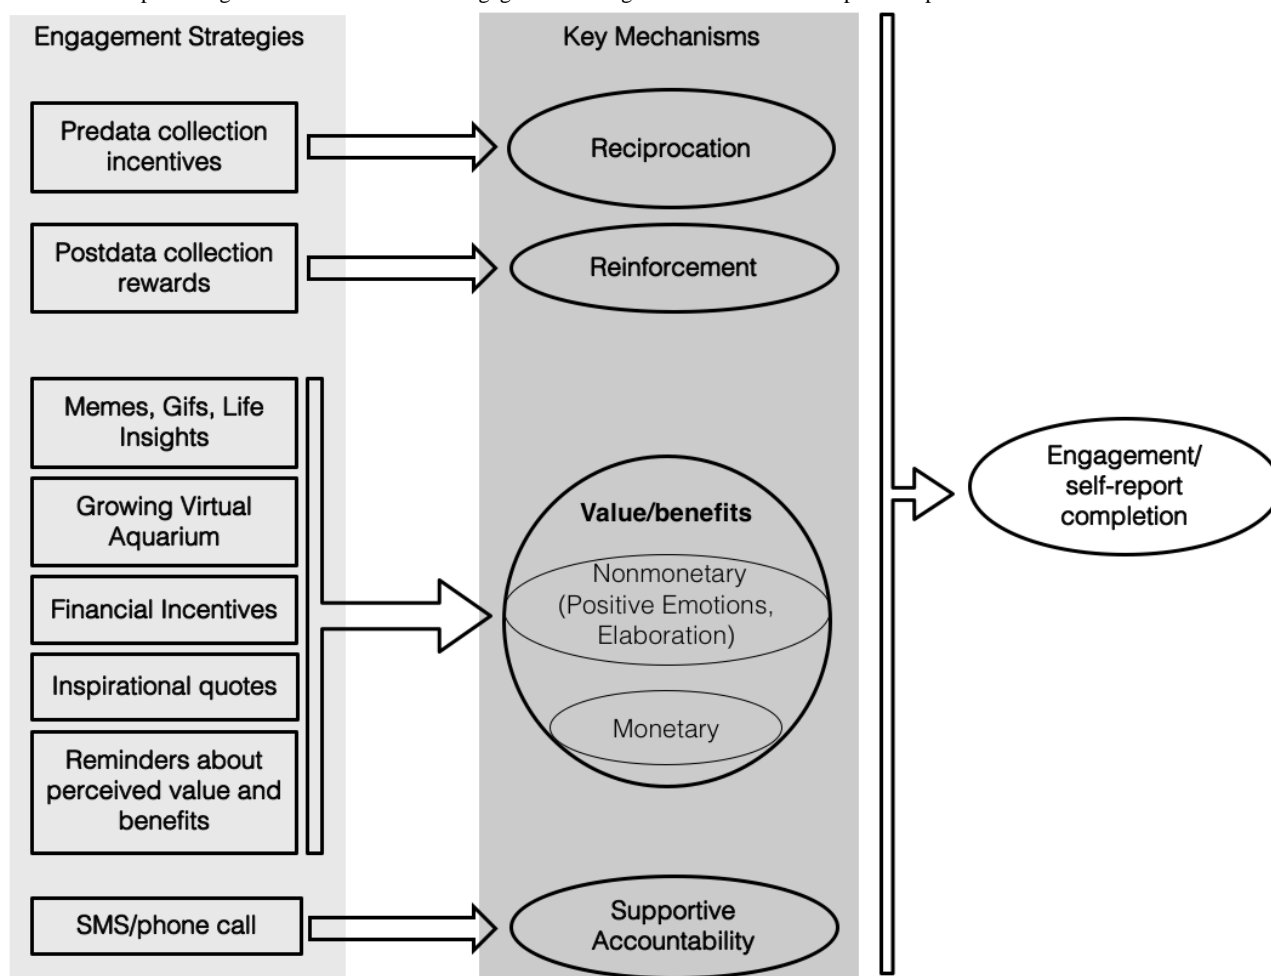 Engagement Strategies
Key Mechanisms
Predata collection
incentives
Reciprocation
Postdata collection
rewards
Reinforcement
Memes, Gifs, Life
Insights
Growing Virtual
Aquarium
Financial Incentives
Inspirational quotes
Reminders about
perceived value and
benefits
Value/benefits
Nonmonetary
(Positive Emotions,
Elaboration)
Monetary
Engagement/
self-report
completion
SMS/phone call
Supportive
Accountability